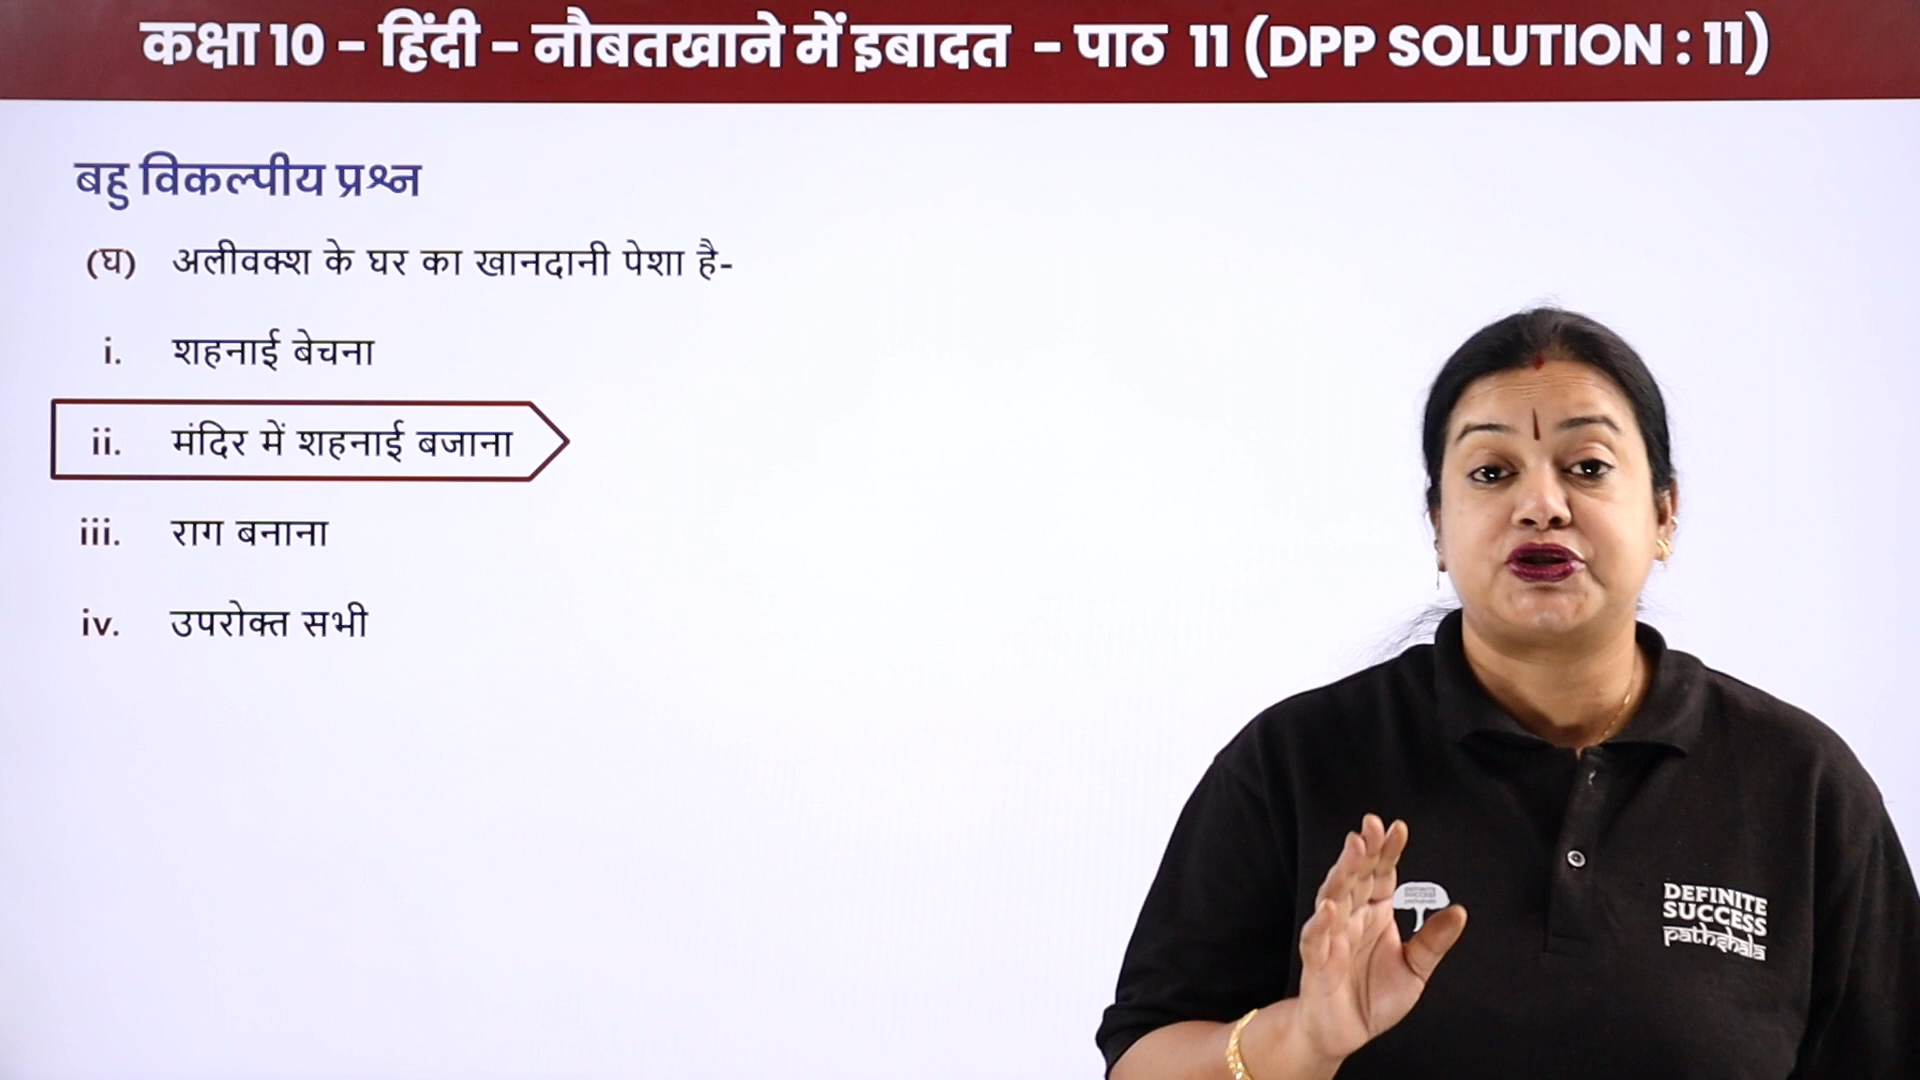 कक्षा 10 - हिंदी - नौबतखाने में इबादत - पाठ 11 (DPP SOLUTION : 11)
बहु विकल्पीय प्रश्न
(घ) अलीवक्श के घर का खानदानी पेशा है-
i. शहनाई बेचना
ii. मंदिर में शहनाई बजाना
iii. राग बनाना
iv. उपरोक्त सभी
DEFINITE
SUCCESS
pathshala